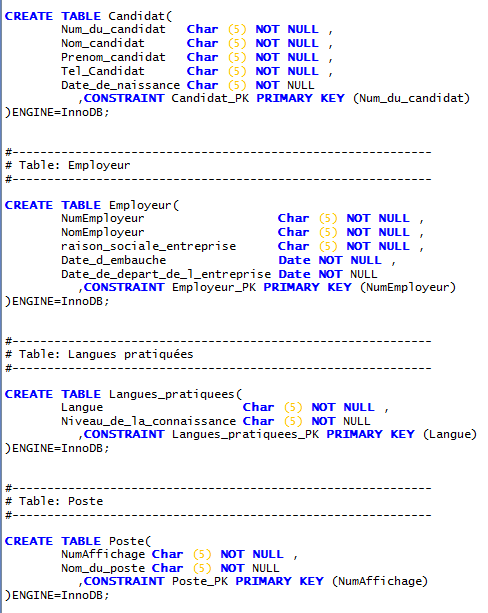 CREATE TABLE Candidat(
Num_du_candidat Char (5) NOT NULL ,
Nom_candidat Char (5) NOT NULL ,
Prenom_candidat Char (5) NOT NULL ,
Tel_Candidat Char (5) NOT NULL ,
Date_de_naissance Char (5) NOT NULL
,CONSTRAINT Candidat_PK PRIMARY KEY (Num_du_candidat)
)ENGINE=InnoDB;
#------------------------------------------------------------
# Table: Employeur
#------------------------------------------------------------
CREATE TABLE Employeur(
NumEmployeur Char (5) NOT NULL ,
NomEmployeur Char (5) NOT NULL ,
raison_sociale_entreprise Char (5) NOT NULL ,
Date_d_embauche Date NOT NULL ,
Date_de_depart_de_l_entreprise Date NOT NULL
,CONSTRAINT Employeur_PK PRIMARY KEY (NumEmployeur)
)ENGINE=InnoDB;
#------------------------------------------------------------
# Table: Langues pratiquées
#------------------------------------------------------------
CREATE TABLE Langues_pratiquees(
Langue Char (5) NOT NULL ,
Niveau_de_la_connaissance Char (5) NOT NULL
,CONSTRAINT Langues_pratiquees_PK PRIMARY KEY (Langue)
)ENGINE=InnoDB;
#------------------------------------------------------------
# Table: Poste
#------------------------------------------------------------
CREATE TABLE Poste(
NumAffichage Char (5) NOT NULL ,
Nom_du_poste Char (5) NOT NULL
,CONSTRAINT Poste_PK PRIMARY KEY (NumAffichage)
)ENGINE=InnoDB;